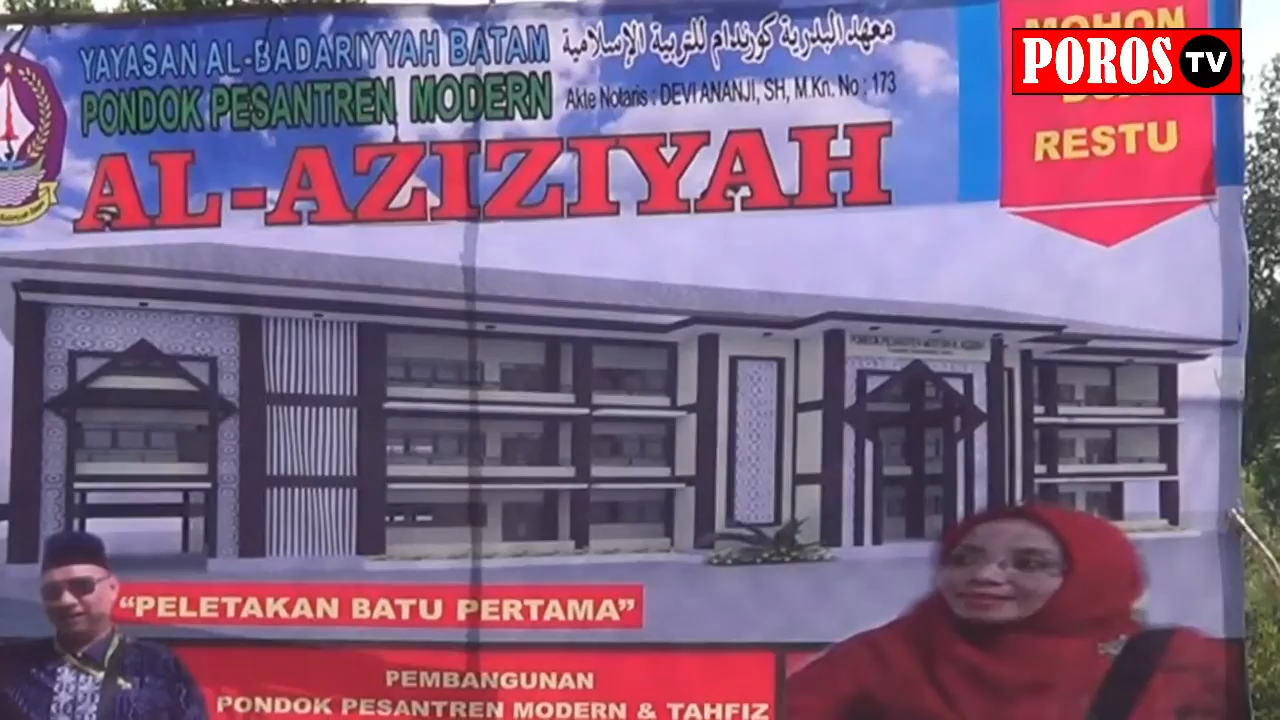 YAYASAN AL-BADARIYYAH BATAM
معهد البدرية كورندام للتربية الإسلامية
PONDOK PESANTREN MODERN
Akte Notaris : DEVI ANANJI, SH, M.Kn. No : 173
AL-AZIZIYAH
MOHON
RESTU
POROS TV
"PELETAKAN BATU PERTAMA"
PEMBANGUNAN
PONDOK PESANTREN MODERN & TAHFIZ